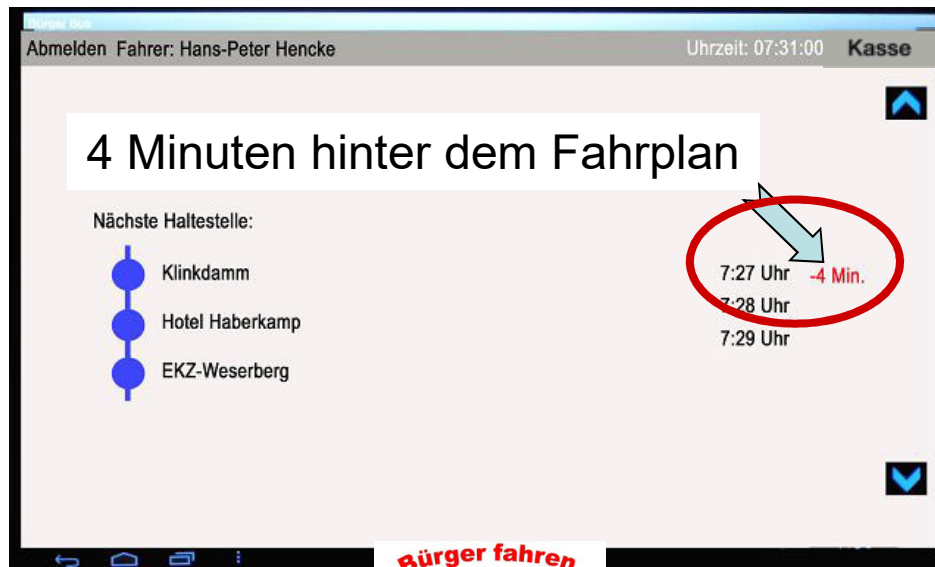 Bürger Bus
Abmelden Fahrer: Hans-Peter Hencke Uhrzeit: 07:31:00 Kasse
4 Minuten hinter dem Fahrplan
Nächste Haltestelle:
Klinkdamm 7:27 Uhr -4 Min.
Hotel Haberkamp 7:28 Uhr
EKZ-Weserberg 7:29 Uhr
Bürger fahren